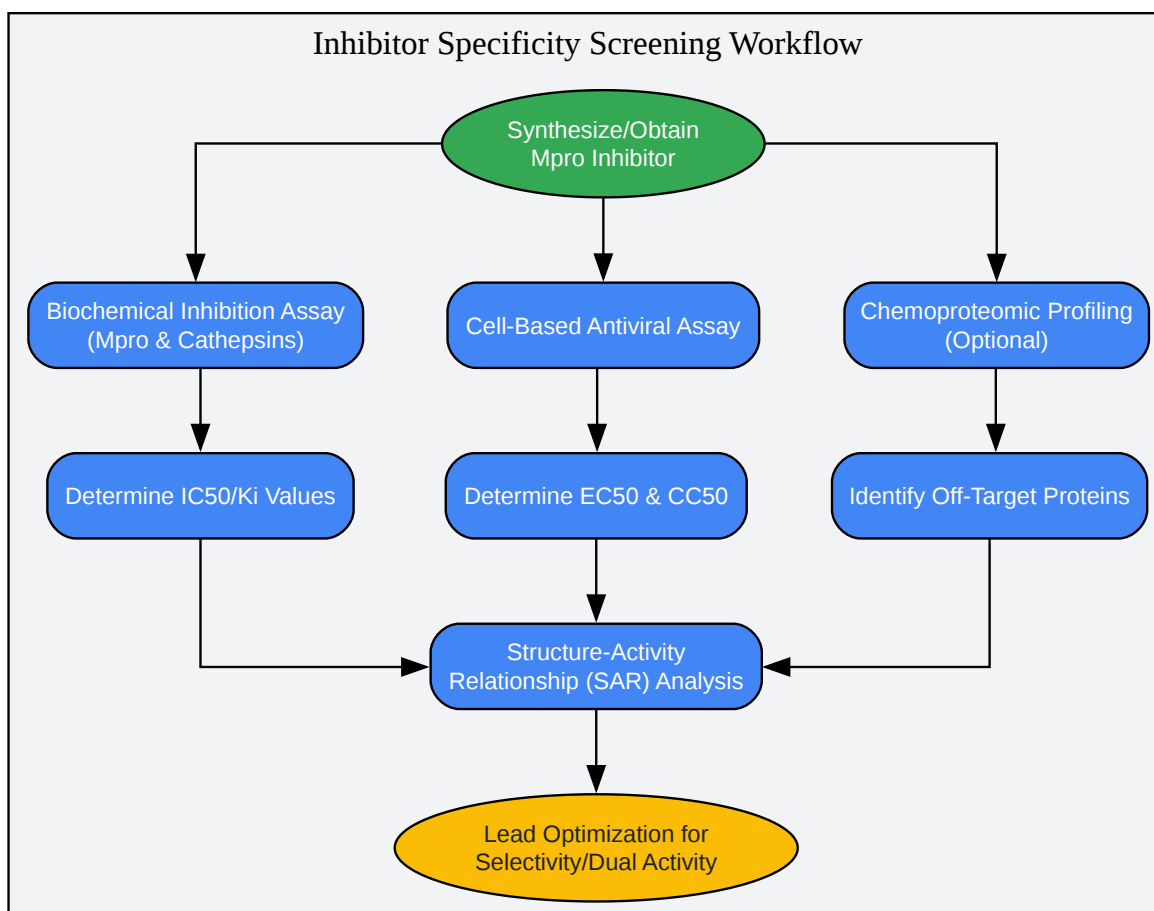 Inhibitor Specificity Screening Workflow
Synthesize/Obtain
Mpro Inhibitor
Biochemical Inhibition Assay
(Mpro & Cathepsins)
Cell-Based Antiviral Assay
Chemoproteomic Profiling
(Optional)
Determine IC50/Ki Values
Determine EC50 & CC50
Identify Off-Target Proteins
Structure-Activity
Relationship (SAR) Analysis
Lead Optimization for
Selectivity/Dual Activity